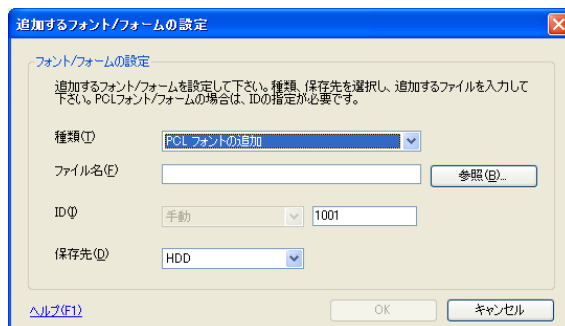 追加するフォント/フォームの設定
フォント/フォームの設定
追加するフォント/フォームを設定して下さい。種類、保存先を選択し、追加するファイルを入力して
下さい。PCLフォント/フォームの場合は、IDの指定が必要です。
種類(T) PCL フォントの追加
ファイル名(F) 参照(B)...
ID(I) 手動 1001
保存先(D) HDD
ヘルプ(F1) OK キャンセル